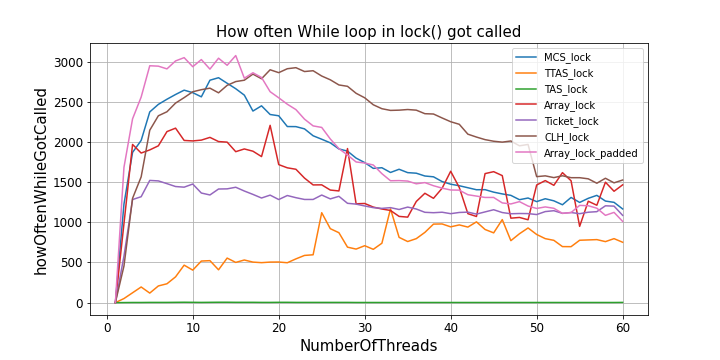 How often While loop in lock() got called
howOftenWhileGotCalled
3000
2500
2000
1500
1000
500
0
0
10
20
30
40
50
60
NumberOfThreads
MCS_lock
TTAS_lock
TAS_lock
Array_lock
Ticket_lock
CLH_lock
Array_lock_padded